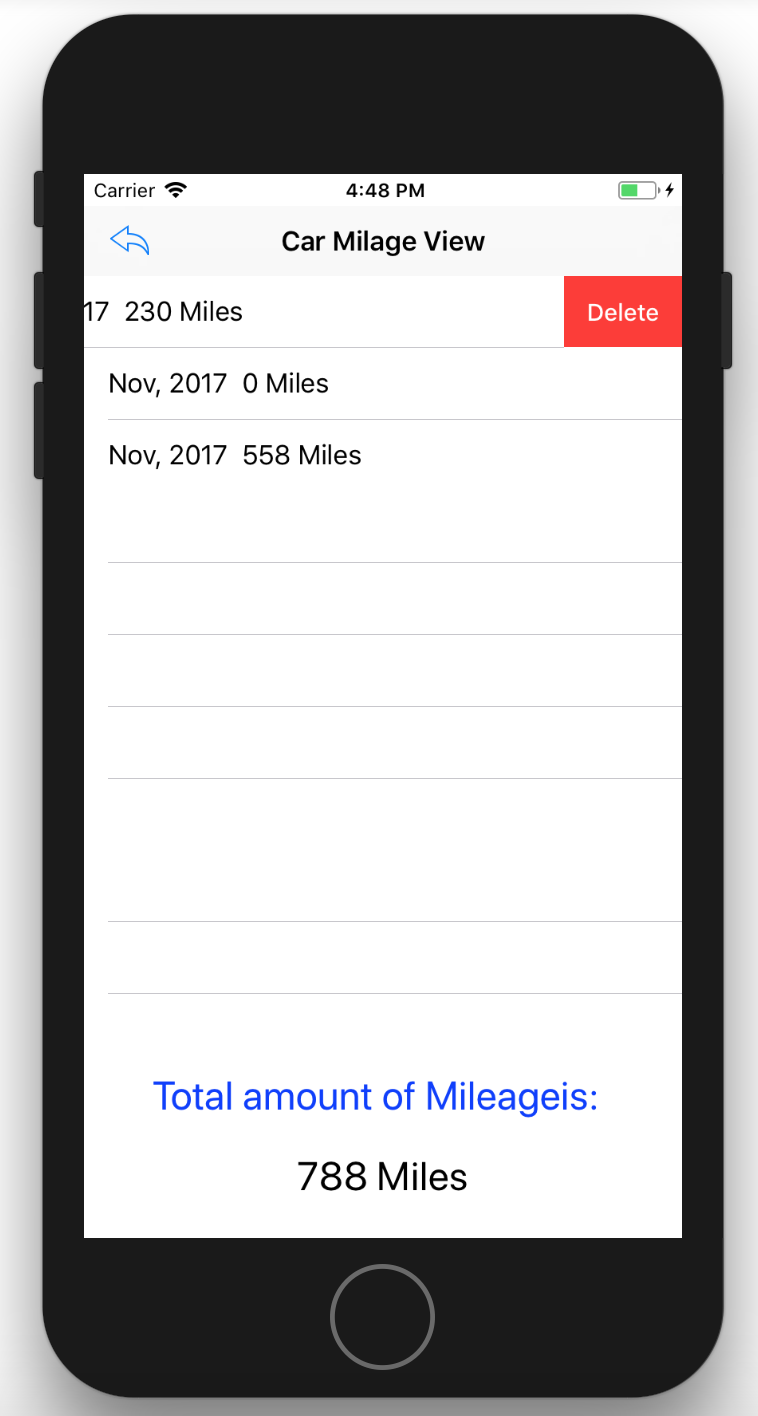 Carrier 4:48 PM
Car Milage View
17 230 Miles Delete
Nov, 2017 0 Miles
Nov, 2017 558 Miles
Total amount of Mileageis:
788 Miles